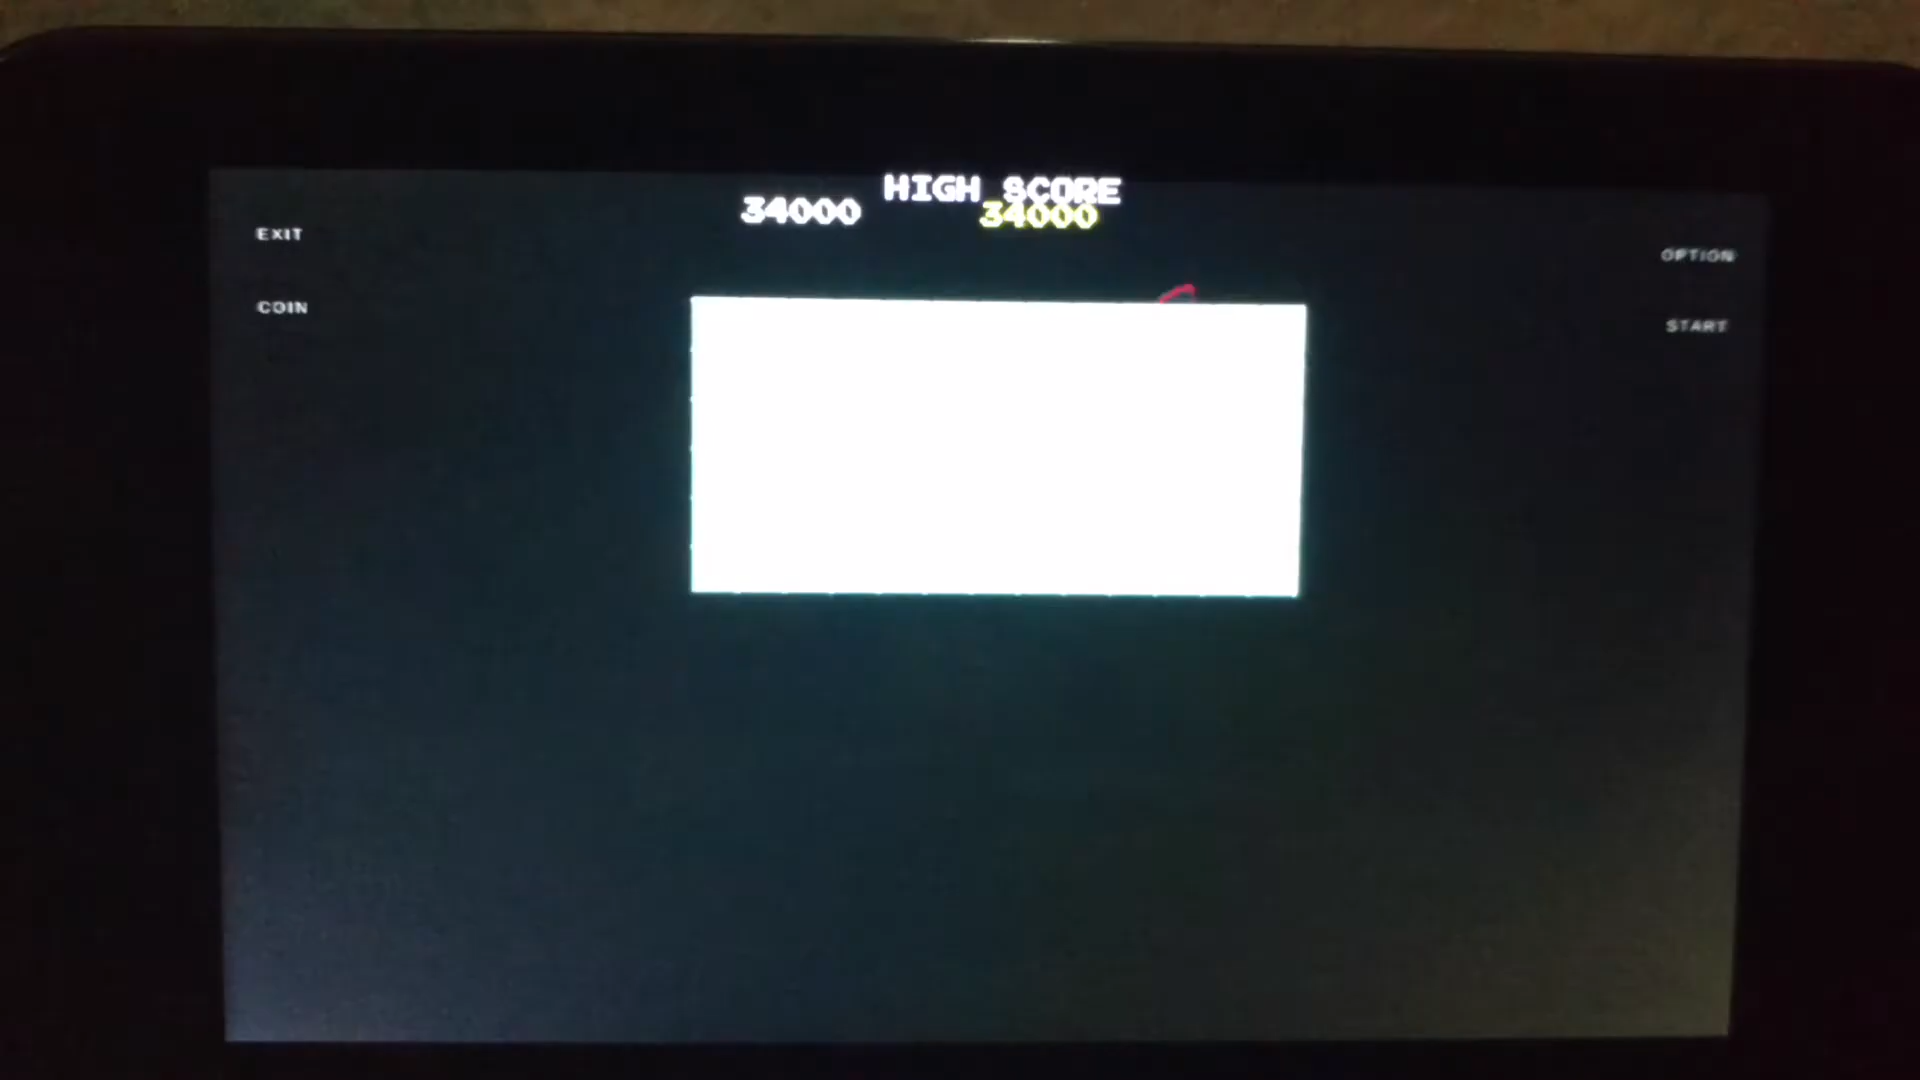 HIGH SCORE
34000 34000
EXIT
OPTION
COIN
START